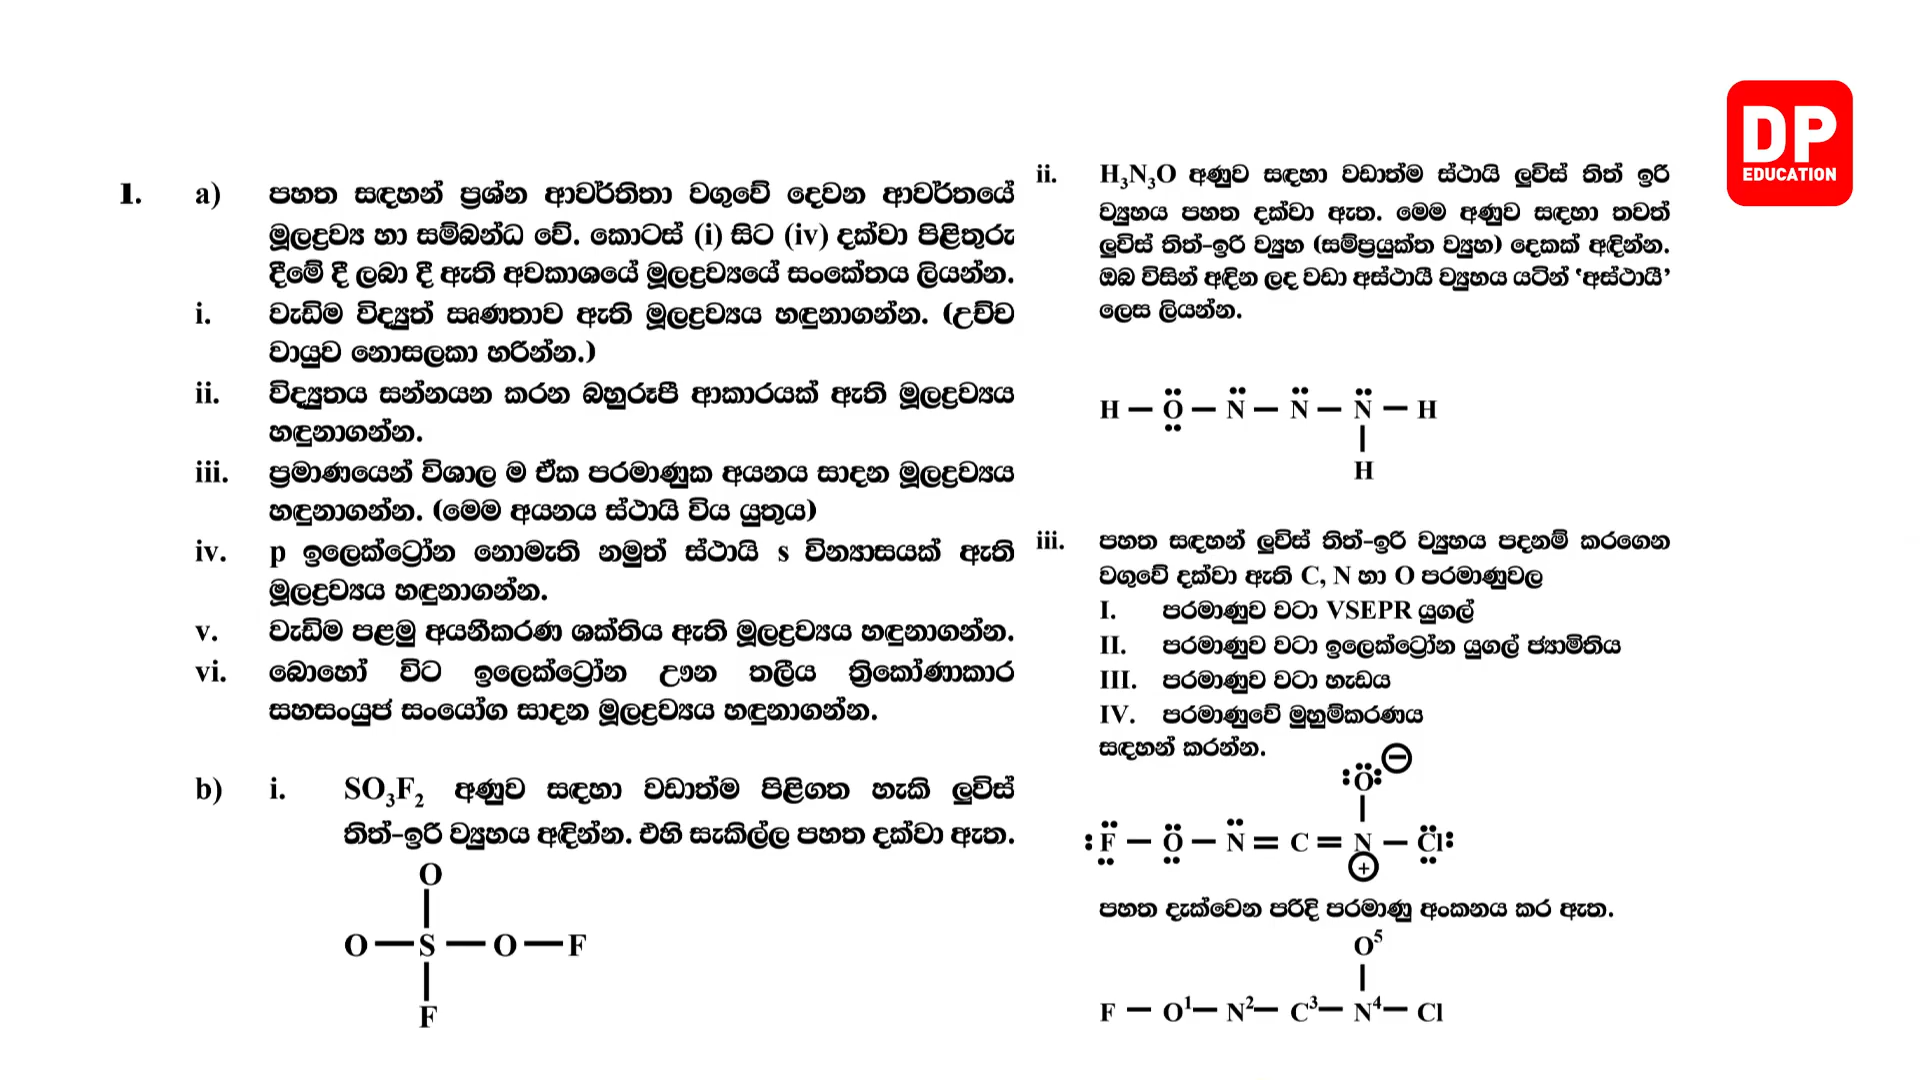 1. a) පහත සඳහන් ප්‍රශ්න ආවර්තිතා වගුවේ දෙවන ආවර්තයේ
මූලද්‍රව්‍ය හා සම්බන්ධ වේ. කොටස් (i) සිට (iv) දක්වා පිළිතුරු
දීමේ දී ලබා දී ඇති අවකාශයේ මූලද්‍රව්‍යයේ සංකේතය ලියන්න.
i. වැඩිම විද්‍යුත් ඍණතාව ඇති මූලද්‍රව්‍යය හඳුනාගන්න. (උච්ච
වායුව නොසලකා හරින්න.)
ii. විද්‍යුතය සන්නයන කරන බහුරූපී ආකාරයක් ඇති මූලද්‍රව්‍යය
හඳුනාගන්න.
iii. ප්‍රමාණයෙන් විශාල ම ඒක පරමාණුක අයනය සාදන මූලද්‍රව්‍යය
හඳුනාගන්න. (මෙම අයනය ස්ථායි විය යුතුය)
iv. p ඉලෙක්ට්‍රෝන නොමැති නමුත් ස්ථායි s වින්‍යාසයක් ඇති
මූලද්‍රව්‍යය හඳුනාගන්න.
v. වැඩිම පළමු අයනීකරණ ශක්තිය ඇති මූලද්‍රව්‍යය හඳුනාගන්න.
vi. බොහෝ විට ඉලෙක්ට්‍රෝන ඌන තලීය ත්‍රිකෝණාකාර
සහසංයුජ සංයෝග සාදන මූලද්‍රව්‍යය හඳුනාගන්න.
b) i. SO₃F₂ අණුව සඳහා වඩාත්ම පිළිගත හැකි ලුවිස්
තිත්-ඉරි ව්‍යුහය අඳින්න. එහි සැකිල්ල පහත දක්වා ඇත.
O
O — S — O — F
F
ii. H₃N₃O අණුව සඳහා වඩාත්ම ස්ථායි ලුවිස් තිත් ඉරි
ව්‍යුහය පහත දක්වා ඇත. මෙම අණුව සඳහා තවත්
ලුවිස් තිත්-ඉරි ව්‍යුහ (සම්ප්‍රයුක්ත ව්‍යුහ) දෙකක් අඳින්න.
ඔබ විසින් අඳින ලද වඩා අස්ථායී ව්‍යුහය යටින් ‘අස්ථායී’
ලෙස ලියන්න.
H — O — N — N — N — H
H
iii. පහත සඳහන් ලුවිස් තිත්-ඉරි ව්‍යුහය පදනම් කරගෙන
වගුවේ දක්වා ඇති C, N හා O පරමාණුවල
I. පරමාණුව වටා VSEPR යුගල්
II. පරමාණුව වටා ඉලෙක්ට්‍රෝන යුගල් ජ්‍යාමිතිය
III. පරමාණුව වටා හැඩය
IV. පරමාණුවේ මුහුම්කරණය
සඳහන් කරන්න.
O ⊖
F — O — N = C = N — Cl
⊕
පහත දැක්වෙන පරිදි පරමාණු අංකනය කර ඇත.
O⁵
F — O¹— N²— C³— N⁴— Cl
DP
EDUCATION